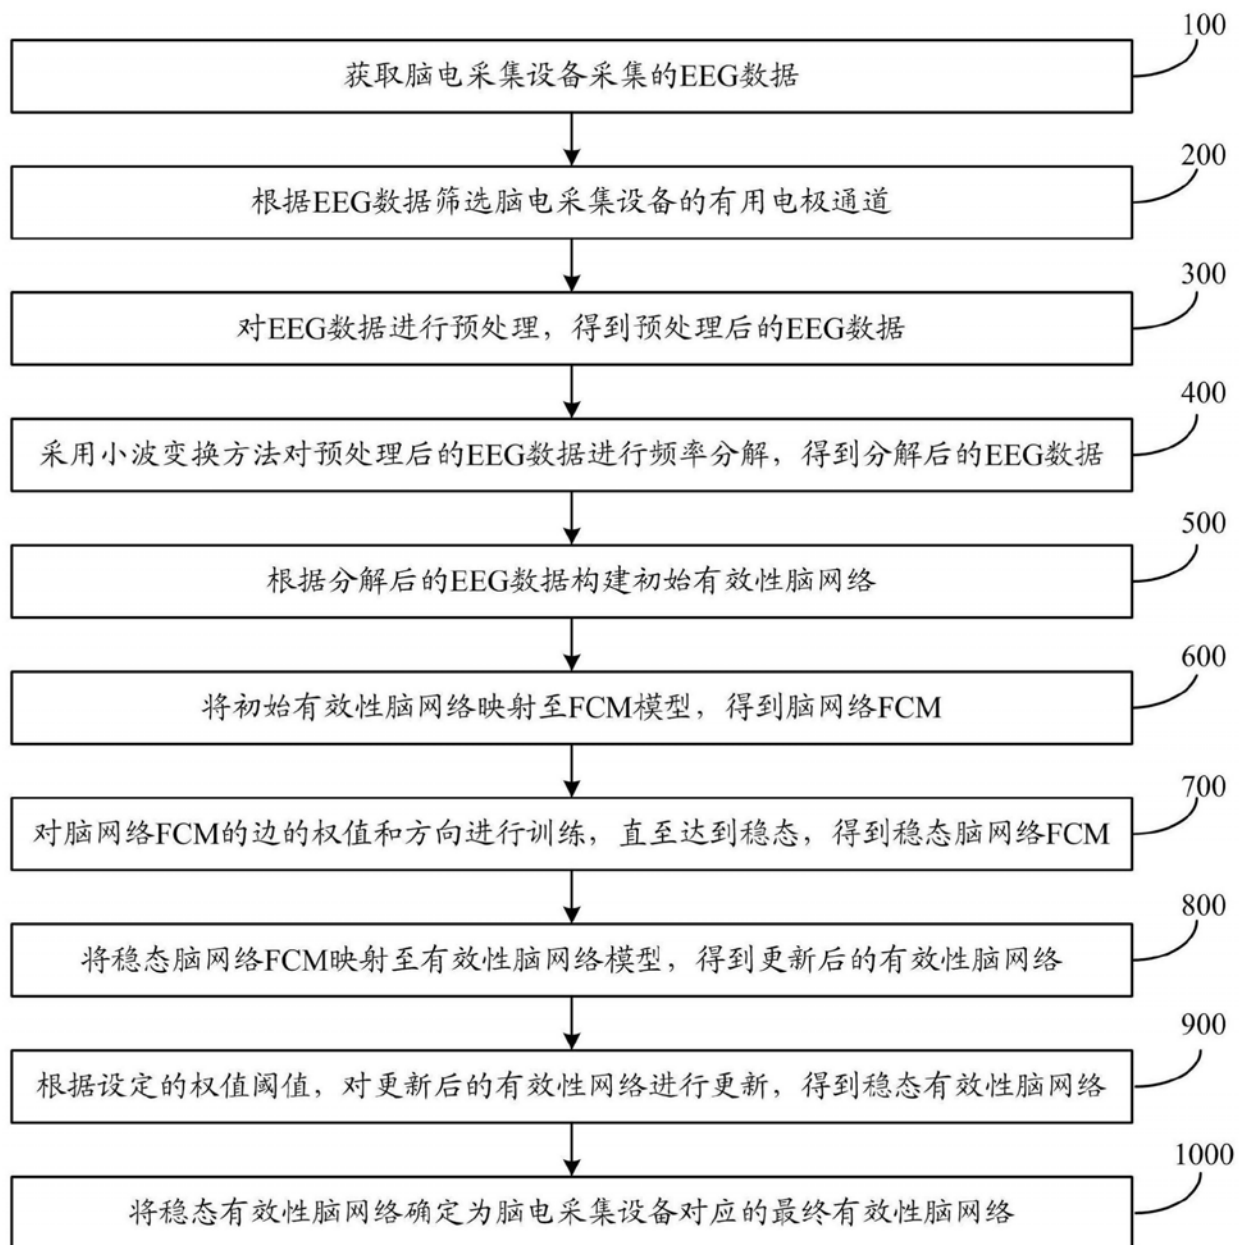 100
获取脑电采集设备采集的EEG数据
200
根据EEG数据筛选脑电采集设备的有用电极通道
300
对EEG数据进行预处理，得到预处理后的EEG数据
400
采用小波变换方法对预处理后的EEG数据进行频率分解，得到分解后的EEG数据
500
根据分解后的EEG数据构建初始有效性脑网络
600
将初始有效性脑网络映射至FCM模型，得到脑网络FCM
700
对脑网络FCM的边的权值和方向进行训练，直至达到稳态，得到稳态脑网络FCM
800
将稳态脑网络FCM映射至有效性脑网络模型，得到更新后的有效性脑网络
900
根据设定的权值阈值，对更新后的有效性网络进行更新，得到稳态有效性脑网络
1000
将稳态有效性脑网络确定为脑电采集设备对应的最终有效性脑网络